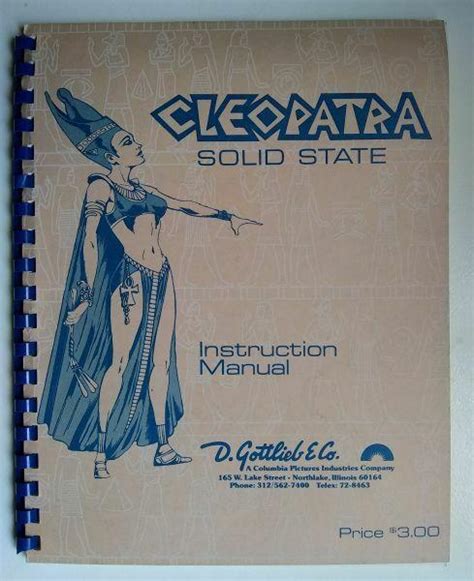 CLEOPATRA
SOLID STATE
Instruction
Manual
D. Gottlieb & Co.
A Columbia Pictures Industries Company
165 W. Lake Street • Northlake, Illinois 60164
Phone: 312/562-7400 Telex: 72-8463
Price $3.00